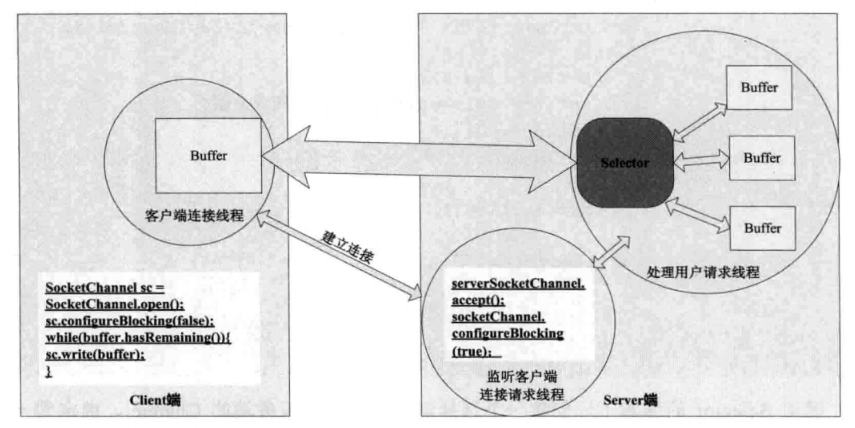 Buffer
客户端连接线程
SocketChannel sc =
SocketChannel.open();
sc.configureBlocking(false);
while(buffer.hasRemaining()){
sc.write(buffer);
}
Client端
建立连接
Selector
Buffer
Buffer
Buffer
处理用户请求线程
serverSocketChannel.
accept();
socketChannel.
configureBlocking
(true);
监听客户端
连接请求线程
Server端